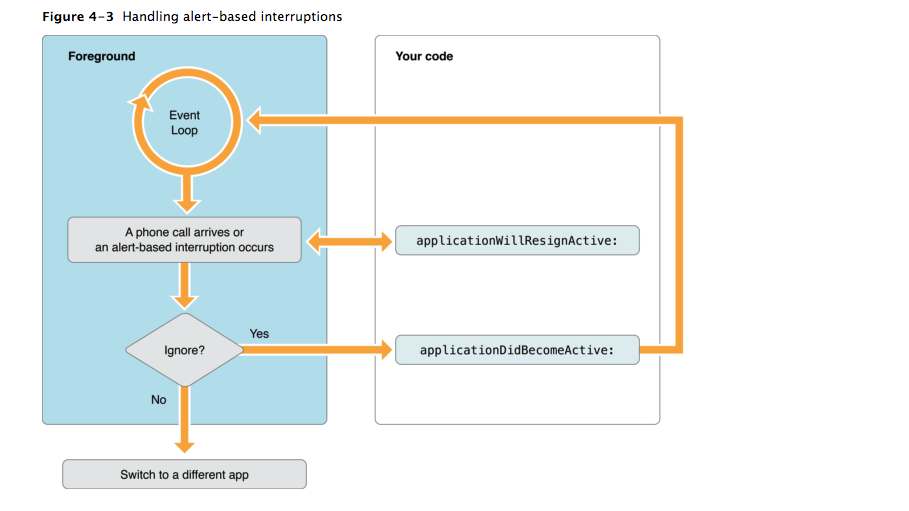 Figure 4-3 Handling alert-based interruptions
Foreground
Your code
Event
Loop
A phone call arrives or
an alert-based interruption occurs
applicationWillResignActive:
Yes
Ignore?
applicationDidBecomeActive:
No
Switch to a different app